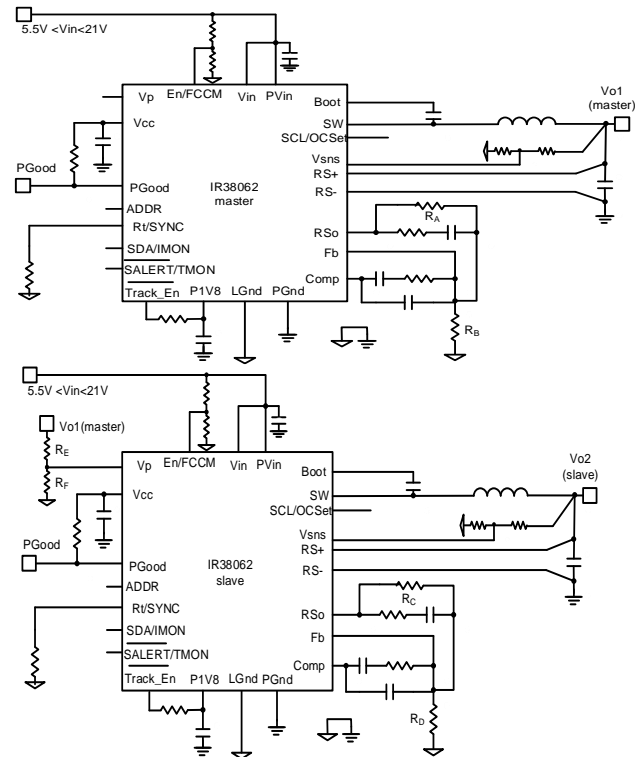 5.5V <Vin<21V
Vp
En/FCCM
Vin
PVin
Boot
Vo1
(master)
Vcc
SW
SCL/OCSet
Vsns
RS+
PGood
PGood
IR38062
master
RS-
ADDR
Rt/SYNC
RSo
RA
SDA/IMON
Fb
SALERT/TMON
Comp
Track_En
P1V8
LGnd
PGnd
RB
5.5V <Vin<21V
Vo1(master)
RE
Vp
En/FCCM
Vin
PVin
RF
Boot
Vo2
(slave)
Vcc
SW
SCL/OCSet
Vsns
RS+
PGood
PGood
IR38062
slave
RS-
ADDR
Rt/SYNC
RSo
RC
SDA/IMON
Fb
SALERT/TMON
Comp
Track_En
P1V8
LGnd
PGnd
RD